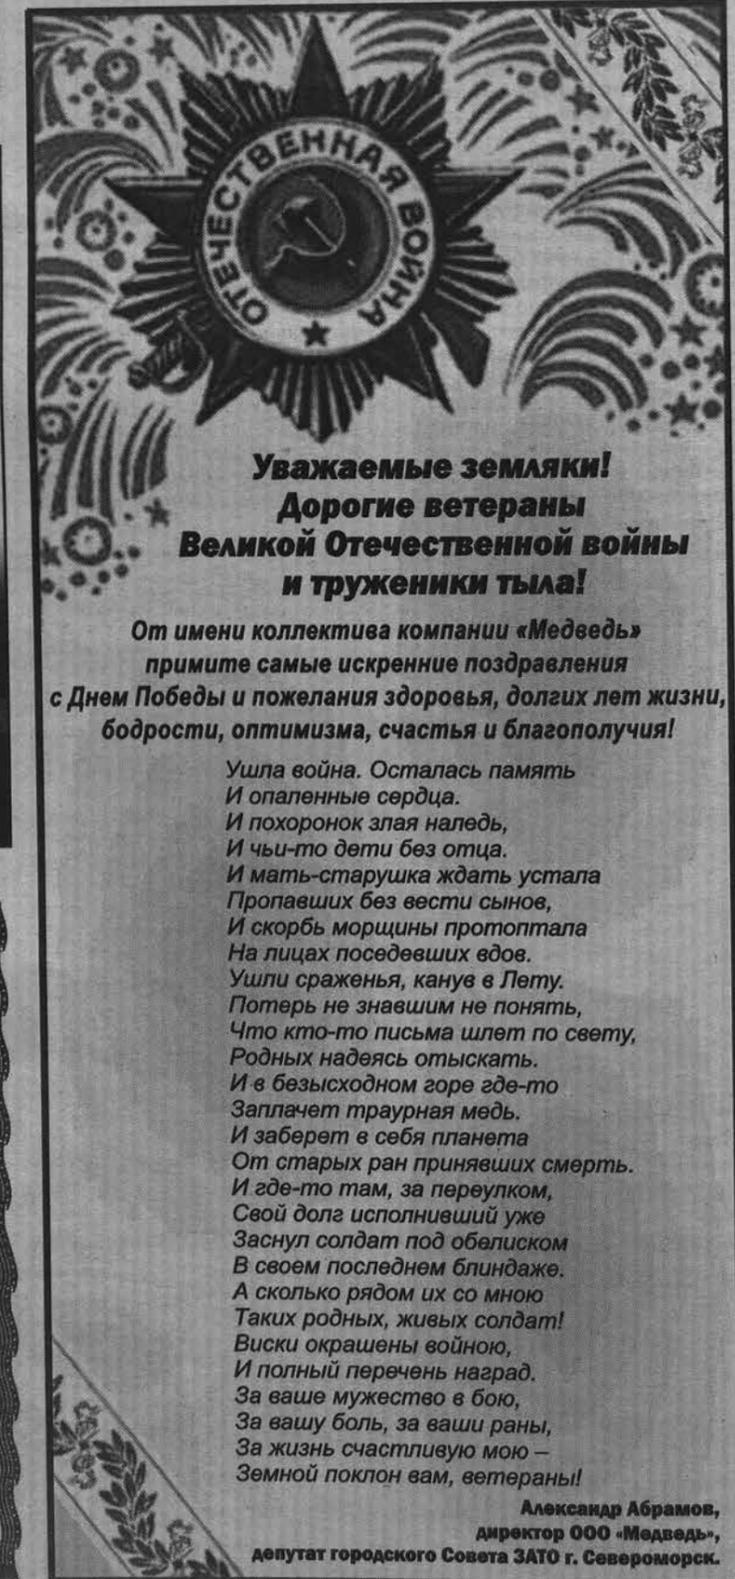 ОТЕЧЕСТВЕННАЯ ВОЙНА
Уважаемые земляки!
Дорогие ветераны
Великой Отечественной войны
и труженики тыла!
От имени коллектива компании «Медведь»
примите самые искренние поздравления
с Днем Победы и пожелания здоровья, долгих лет жизни,
бодрости, оптимизма, счастья и благополучия!
Ушла война. Осталась память
И опаленные сердца.
И похоронок злая наледь,
И чьи-то дети без отца.
И мать-старушка ждать устала
Пропавших без вести сынов,
И скорбь морщины протоптала
На лицах поседевших вдов.
Ушли сраженья, канув в Лету.
Потерь не знавшим не понять,
Что кто-то письма шлет по свету,
Родных надеясь отыскать.
И в безысходном горе где-то
Заплачет траурная медь.
И заберет в себя планета
От старых ран принявших смерть.
И где-то там, за переулком,
Свой долг исполнивший уже
Заснул солдат под обелиском
В своем последнем блиндаже.
А сколько рядом их со мною
Таких родных, живых солдат!
Виски окрашены войною,
И полный перечень наград.
За ваше мужество в бою,
За вашу боль, за ваши раны,
За жизнь счастливую мою –
Земной поклон вам, ветераны!
Александр Абрамов,
директор ООО «Медведь»,
депутат городского Совета ЗАТО г. Североморск.